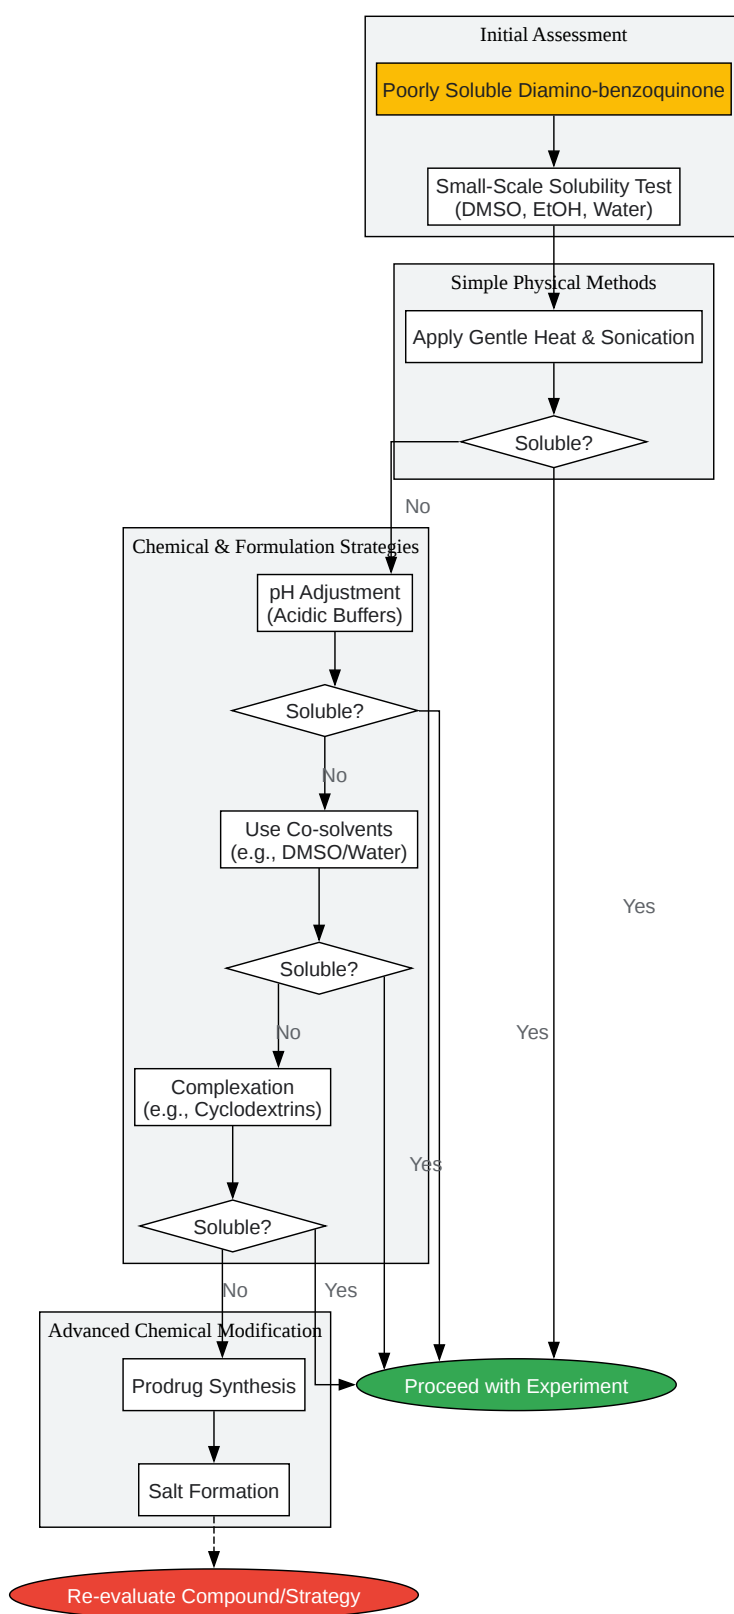 Initial Assessment
Poorly Soluble Diamino-benzoquinone
Small-Scale Solubility Test
(DMSO, EtOH, Water)
Simple Physical Methods
Apply Gentle Heat & Sonication
Soluble?
No
Chemical & Formulation Strategies
pH Adjustment
(Acidic Buffers)
Soluble?
No
Use Co-solvents
(e.g., DMSO/Water)
Yes
Soluble?
No
Yes
Complexation
(e.g., Cyclodextrins)
Yes
Soluble?
No
Yes
Advanced Chemical Modification
Prodrug Synthesis
Proceed with Experiment
Salt Formation
Re-evaluate Compound/Strategy